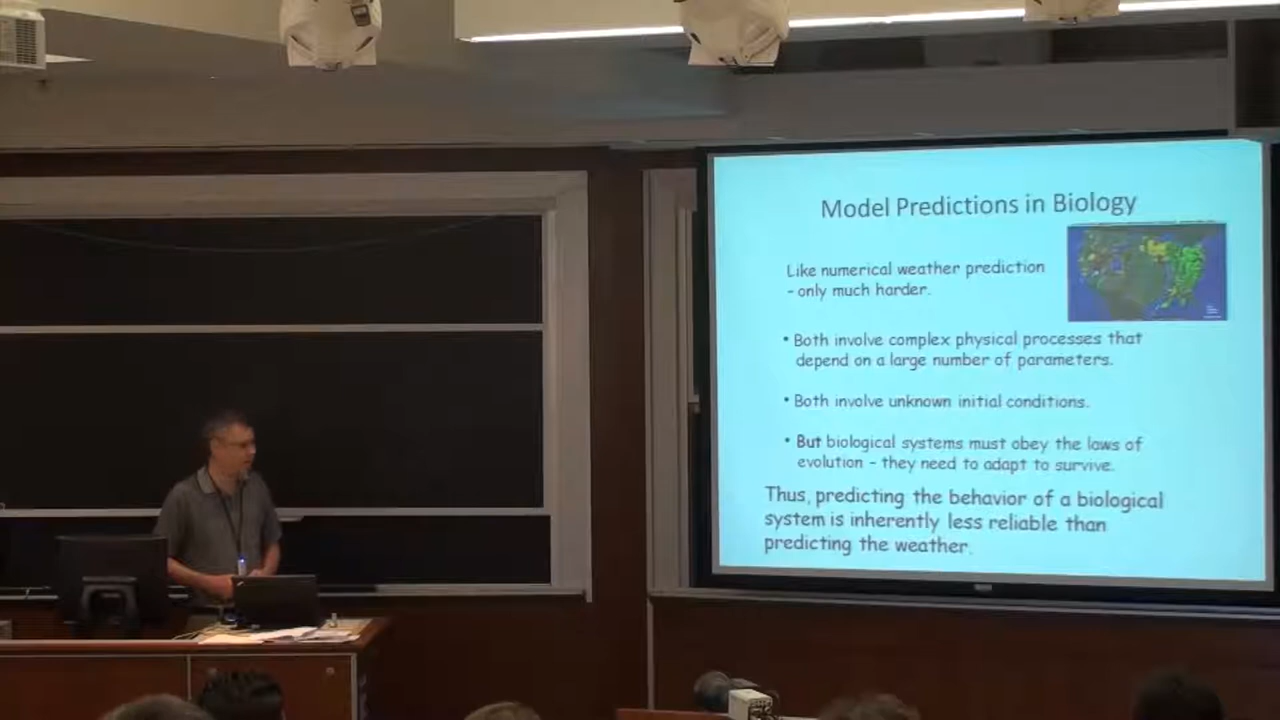 Model Predictions in Biology
Like numerical weather prediction
- only much harder.
• Both involve complex physical processes that
depend on a large number of parameters.
• Both involve unknown initial conditions.
• But biological systems must obey the laws of
evolution - they need to adapt to survive.
Thus, predicting the behavior of a biological
system is inherently less reliable than
predicting the weather.